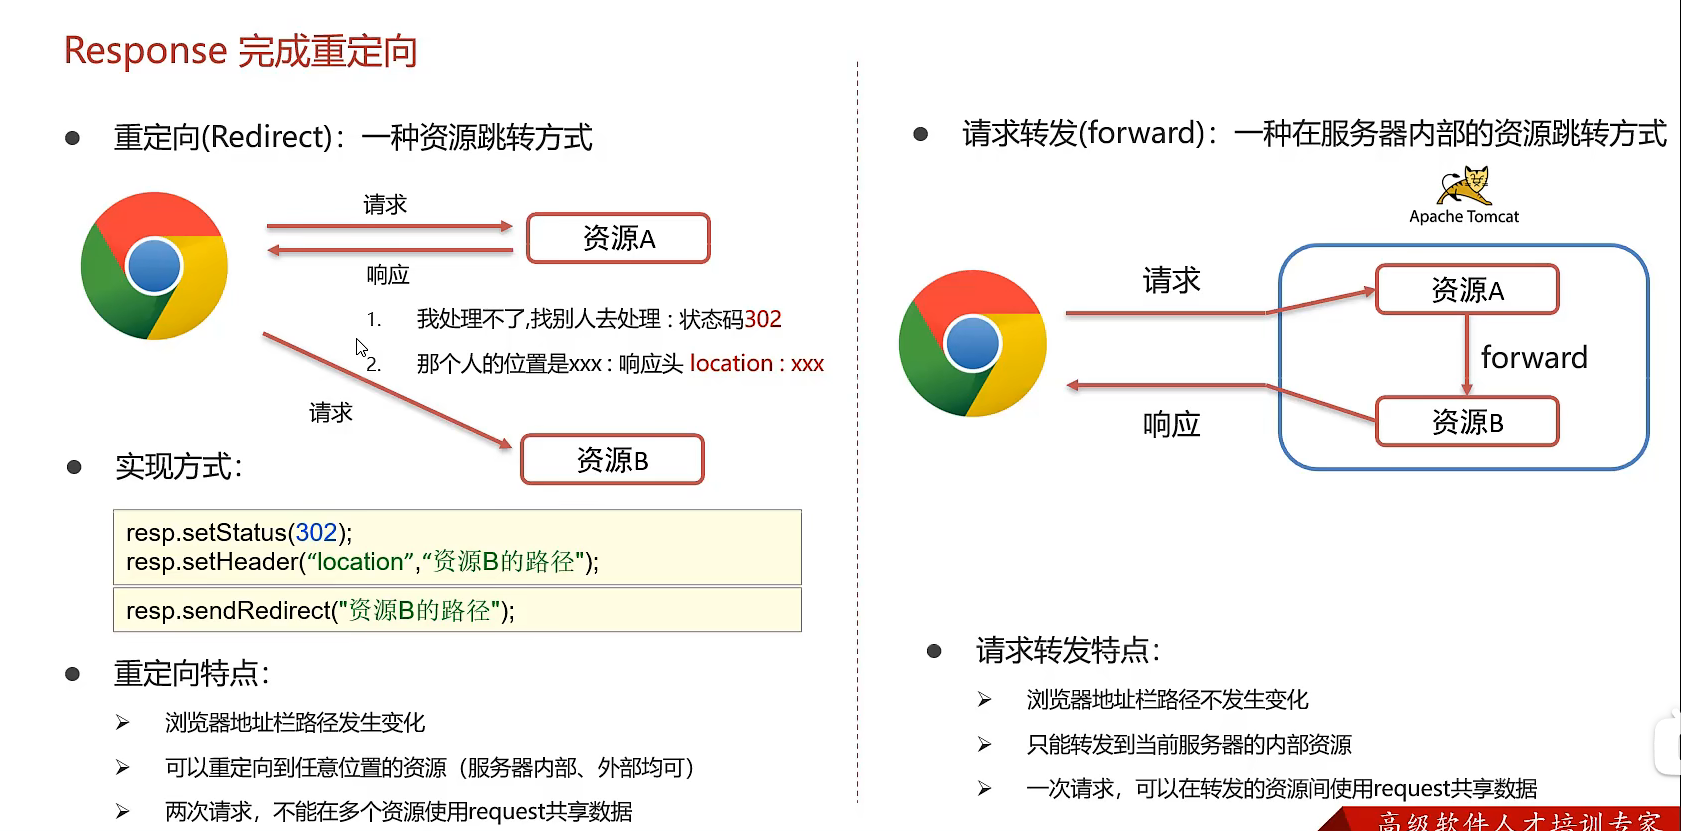 Response 完成重定向
重定向(Redirect)：一种资源跳转方式
请求
资源A
响应
1. 我处理不了,找别人去处理 : 状态码302
2. 那个人的位置是xxx : 响应头 location : xxx
请求
资源B
实现方式：
resp.setStatus(302);
resp.setHeader(“location”,“资源B的路径");
resp.sendRedirect("资源B的路径");
重定向特点：
浏览器地址栏路径发生变化
可以重定向到任意位置的资源（服务器内部、外部均可）
两次请求，不能在多个资源使用request共享数据
请求转发(forward)：一种在服务器内部的资源跳转方式
Apache Tomcat
请求
资源A
forward
资源B
响应
请求转发特点：
浏览器地址栏路径不发生变化
只能转发到当前服务器的内部资源
一次请求，可以在转发的资源间使用request共享数据
高级软件人才培训专家